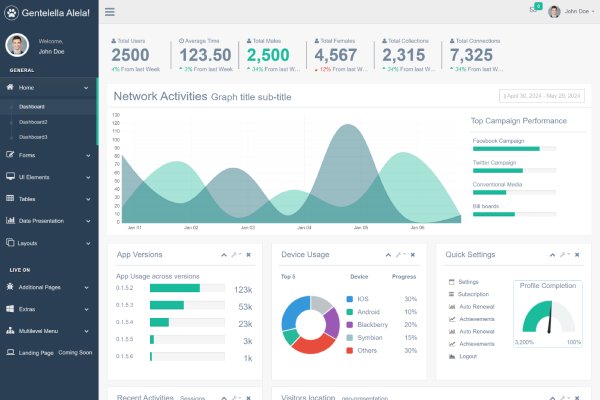 Gentelella Alela!
6
John Doe
Welcome,
John Doe
GENERAL
Home
Dashboard
Dashboard2
Dashboard3
Forms
UI Elements
Tables
Data Presentation
Layouts
LIVE ON
Additional Pages
Extras
Multilevel Menu
Landing Page Coming Soon
Total Users
2500
4% From last Week
Average Time
123.50
3% From last W...
Total Males
2,500
34% From last W...
Total Females
4,567
12% From last W...
Total Collections
2,315
34% From last W...
Total Connections
7,325
34% From last W...
Network Activities Graph title sub-title
April 30, 2024 - May 29, 2024
130
120
110
100
90
80
70
60
50
40
30
20
10
0
Jan 01 Jan 02 Jan 03 Jan 04 Jan 05 Jan 06
Top Campaign Performance
Facebook Campaign
Twitter Campaign
Conventional Media
Bill boards
App Versions
App Usage across versions
0.1.5.2 123k
0.1.5.3 53k
0.1.5.4 23k
0.1.5.5 3k
0.1.5.6 1k
Device Usage
Top 5 Device Progress
IOS 30%
Android 10%
Blackberry 20%
Symbian 15%
Others 30%
Quick Settings
Settings
Subscription
Auto Renewal
Achievements
Auto Renewal
Achievements
Logout
Profile Completion
3,200% 100%
Recent Activities Sessions
Visitors location geo-presentation